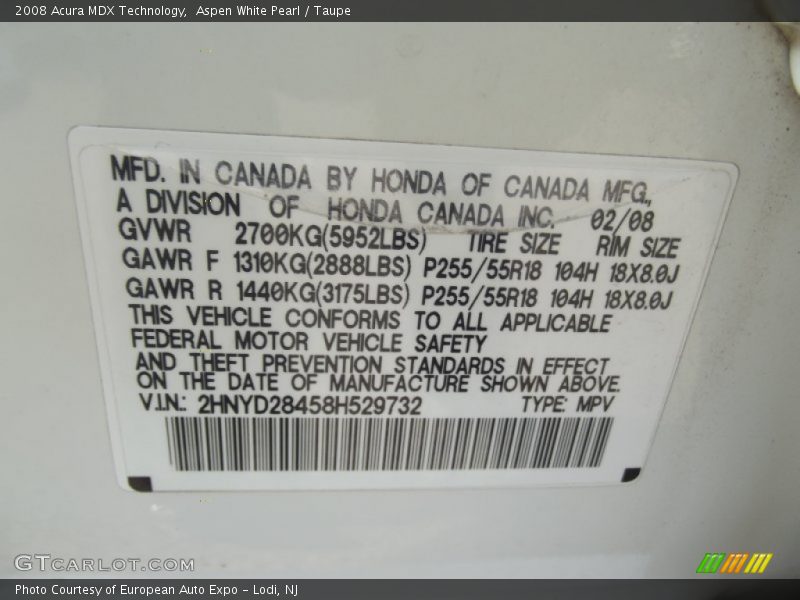 2008 Acura MDX Technology,  Aspen White Pearl / Taupe
MFD. IN CANADA BY HONDA OF CANADA MFG.,
A DIVISION OF HONDA CANADA INC. 02/08
GVWR 2700KG(5952LBS) TIRE SIZE RIM SIZE
GAWR F 1310KG(2888LBS) P255/55R18 104H 18X8.0J
GAWR R 1440KG(3175LBS) P255/55R18 104H 18X8.0J
THIS VEHICLE CONFORMS TO ALL APPLICABLE
FEDERAL MOTOR VEHICLE SAFETY
AND THEFT PREVENTION STANDARDS IN EFFECT
ON THE DATE OF MANUFACTURE SHOWN ABOVE.
V.I.N.: 2HNYD28458H529732 TYPE: MPV
GTCARLOT.COM
Photo Courtesy of European Auto Expo - Lodi, NJ